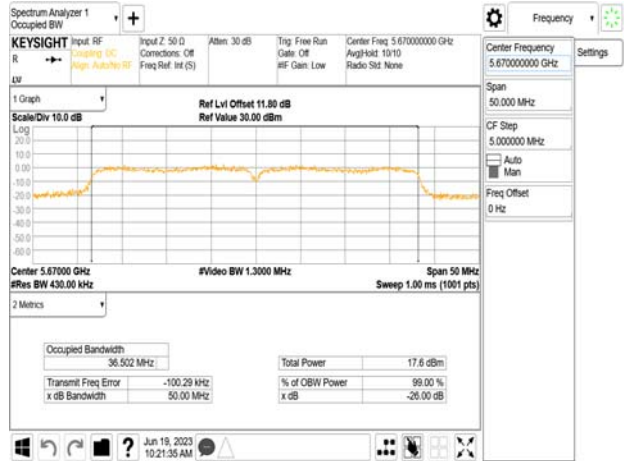 Spectrum Analyzer 1
Occupied BW
Frequency
KEYSIGHT
R
Input: RF
Coupling: DC
Align: Auto/No RF
Input Z: 50 Ω
Corrections: Off
Freq Ref: Int (S)
Atten: 30 dB
Trig: Free Run
Gate: Off
#IF Gain: Low
Center Freq: 5.670000000 GHz
Avg|Hold: 10/10
Radio Std: None
LXI
1 Graph
Scale/Div 10.0 dB
Ref Lvl Offset 11.80 dB
Ref Value 30.00 dBm
Log
20.0
10.0
0.00
-10.0
-20.0
-30.0
-40.0
-50.0
-60.0
Center 5.67000 GHz
#Video BW 1.3000 MHz
Span 50 MHz
#Res BW 430.00 kHz
Sweep 1.00 ms (1001 pts)
2 Metrics
Occupied Bandwidth
36.502 MHz
Total Power
17.6 dBm
Transmit Freq Error
-100.29 kHz
% of OBW Power
99.00 %
x dB Bandwidth
50.00 MHz
x dB
-26.00 dB
Jun 19, 2023
10:21:35 AM
Center Frequency
5.670000000 GHz
Settings
Span
50.000 MHz
CF Step
5.000000 MHz
Auto
Man
Freq Offset
0 Hz